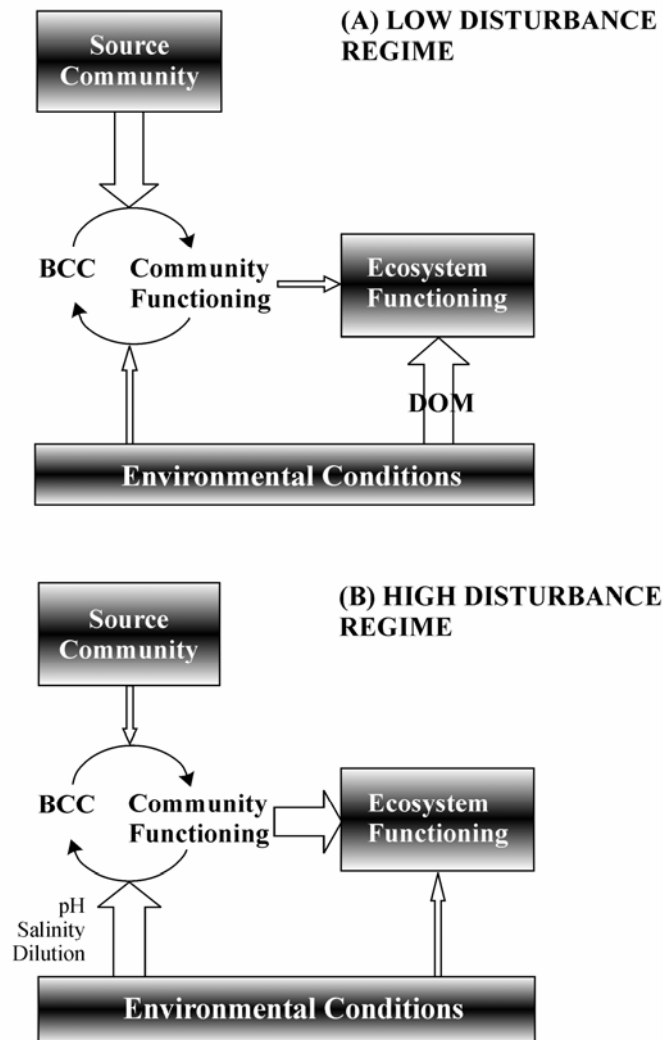 (A) LOW DISTURBANCE
REGIME
Source
Community
BCC
Community
Functioning
Ecosystem
Functioning
DOM
Environmental Conditions
(B) HIGH DISTURBANCE
REGIME
Source
Community
BCC
Community
Functioning
Ecosystem
Functioning
pH
Salinity
Dilution
Environmental Conditions